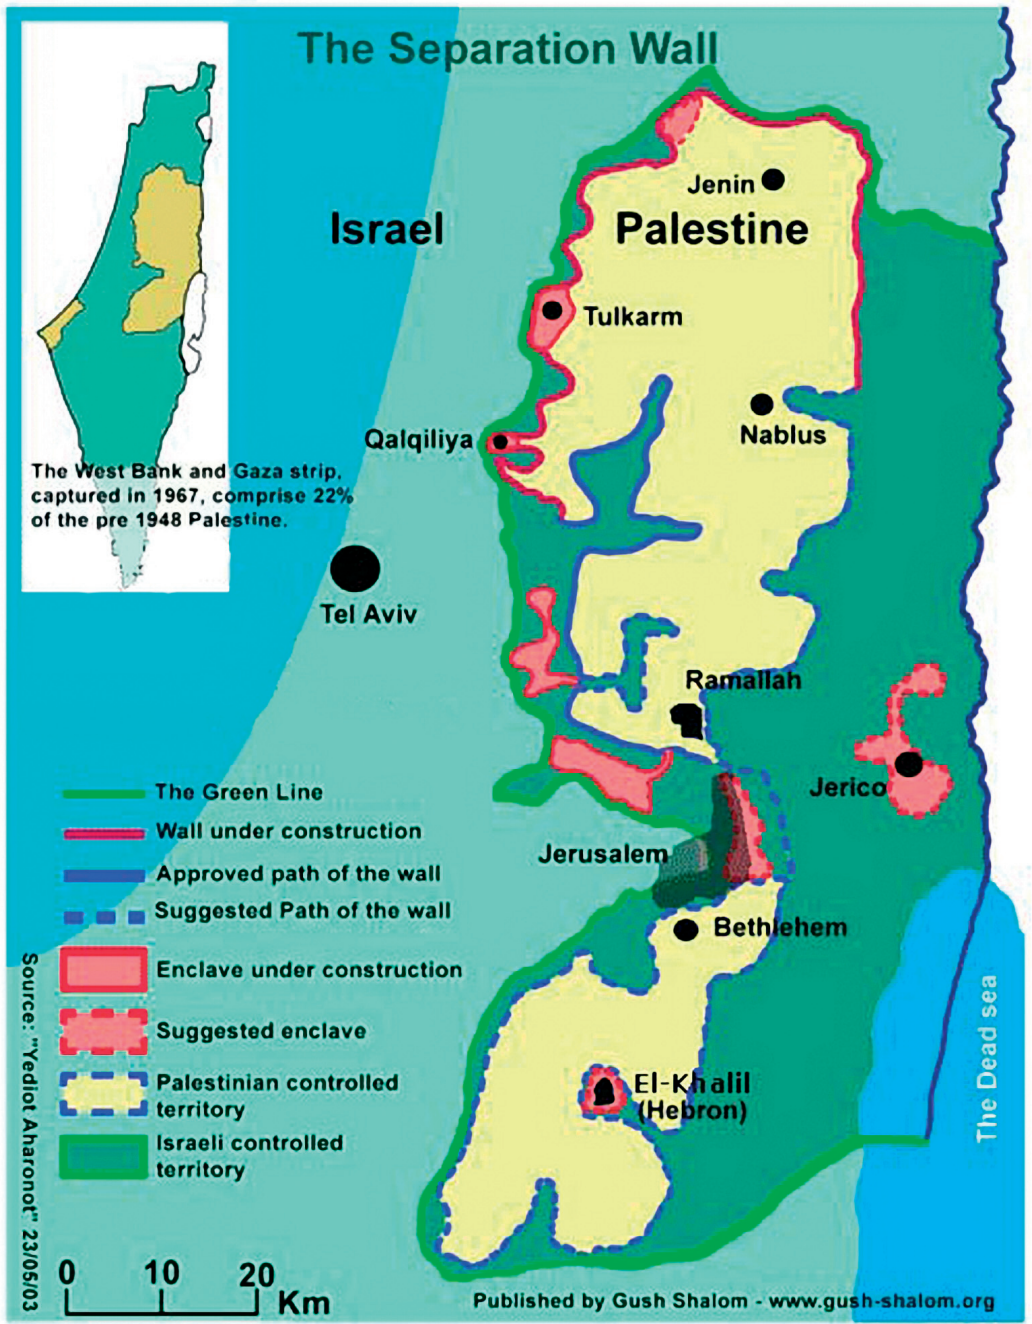 The Separation Wall
Israel
Palestine
Jenin
Tulkarm
Qalqiliya
Nablus
The West Bank and Gaza strip,
captured in 1967, comprise 22%
of the pre 1948 Palestine.
Tel Aviv
Ramallah
Jerico
Jerusalem
Bethlehem
El-Khalil
(Hebron)
The Dead sea
The Green Line
Wall under construction
Approved path of the wall
Suggested Path of the wall
Enclave under construction
Suggested enclave
Palestinian controlled
territory
Israeli controlled
territory
Source: "Yediot Aharonot" 23/05/03
0 10 20
Km
Published by Gush Shalom - www.gush-shalom.org